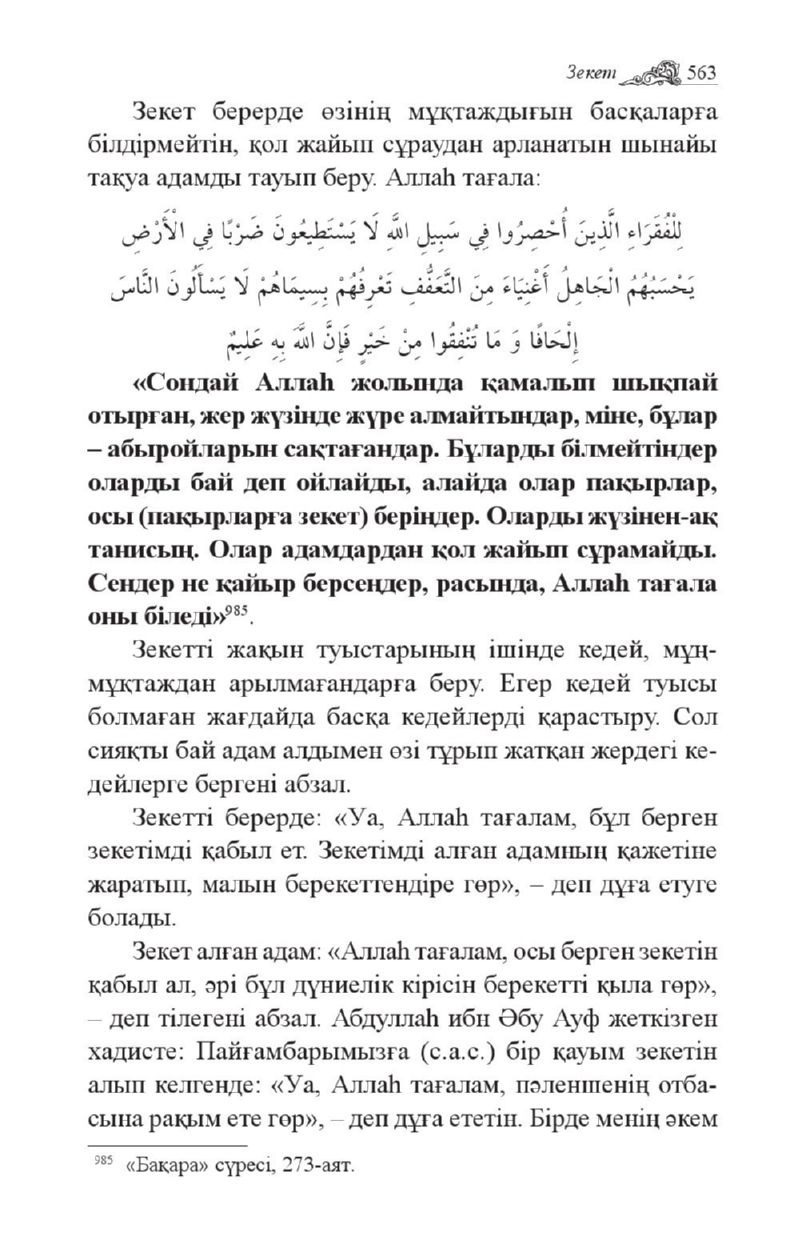 Зекет 563
Зекет берерде өзінің мұқтаждығын басқаларға
білдірмейтін, қол жайып сұраудан арланатын шынайы
тақуа адамды тауып беру. Аллаһ тағала:
لِلْفُقَرَاءِ الَّذِينَ أُحْصِرُوا فِي سَبِيلِ اللَّهِ لَا يَسْتَطِيعُونَ ضَرْبًا فِي الْأَرْضِ
يَحْسَبُهُمُ الْجَاهِلُ أَغْنِيَاءَ مِنَ التَّعَفُّفِ تَعْرِفُهُمْ بِسِيمَاهُمْ لَا يَسْأَلُونَ النَّاسَ
إِلْحَافًا وَ مَا تُنْفِقُوا مِنْ خَيْرٍ فَإِنَّ اللَّهَ بِهِ عَلِيمٌ
«Сондай Аллаһ жолында қамалып шықпай
отырған, жер жүзінде жүре алмайтындар, міне, бұлар
– абыройларын сақтағандар. Бұларды білмейтіндер
оларды бай деп ойлайды, алайда олар пақырлар,
осы (пақырларға зекет) беріңдер. Оларды жүзінен-ақ
танисың. Олар адамдардан қол жайып сұрамайды.
Сендер не қайыр берсеңдер, расында, Аллаһ тағала
оны біледі»985.
Зекетті жақын туыстарының ішінде кедей, мұң-
мұқтаждан арылмағандарға беру. Егер кедей туысы
болмаған жағдайда басқа кедейлерді қарастыру. Сол
сияқты бай адам алдымен өзі тұрып жатқан жердегі ке-
дейлерге бергені абзал.
Зекетті берерде: «Уа, Аллаһ тағалам, бұл берген
зекетімді қабыл ет. Зекетімді алған адамның қажетіне
жаратып, малын берекеттендіре гөр», – деп дұға етуге
болады.
Зекет алған адам: «Аллаһ тағалам, осы берген зекетін
қабыл ал, әрі бұл дүниелік кірісін берекетті қыла гөр»,
– деп тілегені абзал. Абдуллаһ ибн Әбу Ауф жеткізген
хадисте: Пайғамбарымызға (с.а.с.) бір қауым зекетін
алып келгенде: «Уа, Аллаһ тағалам, пәленшенің отба-
сына рақым ете гөр», – деп дұға ететін. Бірде менің әкем
985 «Бақара» сүресі, 273-аят.